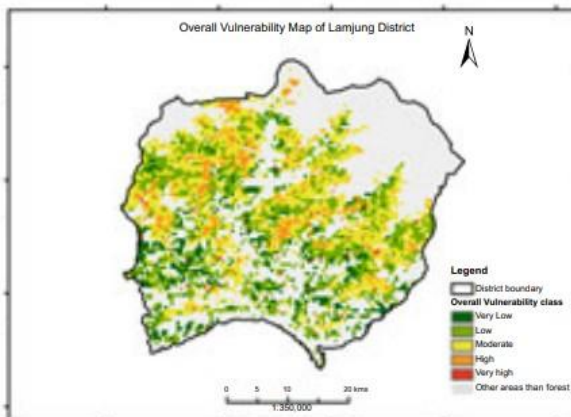 Overall Vulnerability Map of Lamjung District
N
Legend
District boundary
Overall Vulnerability class
Very Low
Low
Moderate
High
Very high
Other areas than forest
0 5 10 20 kms
1:350,000